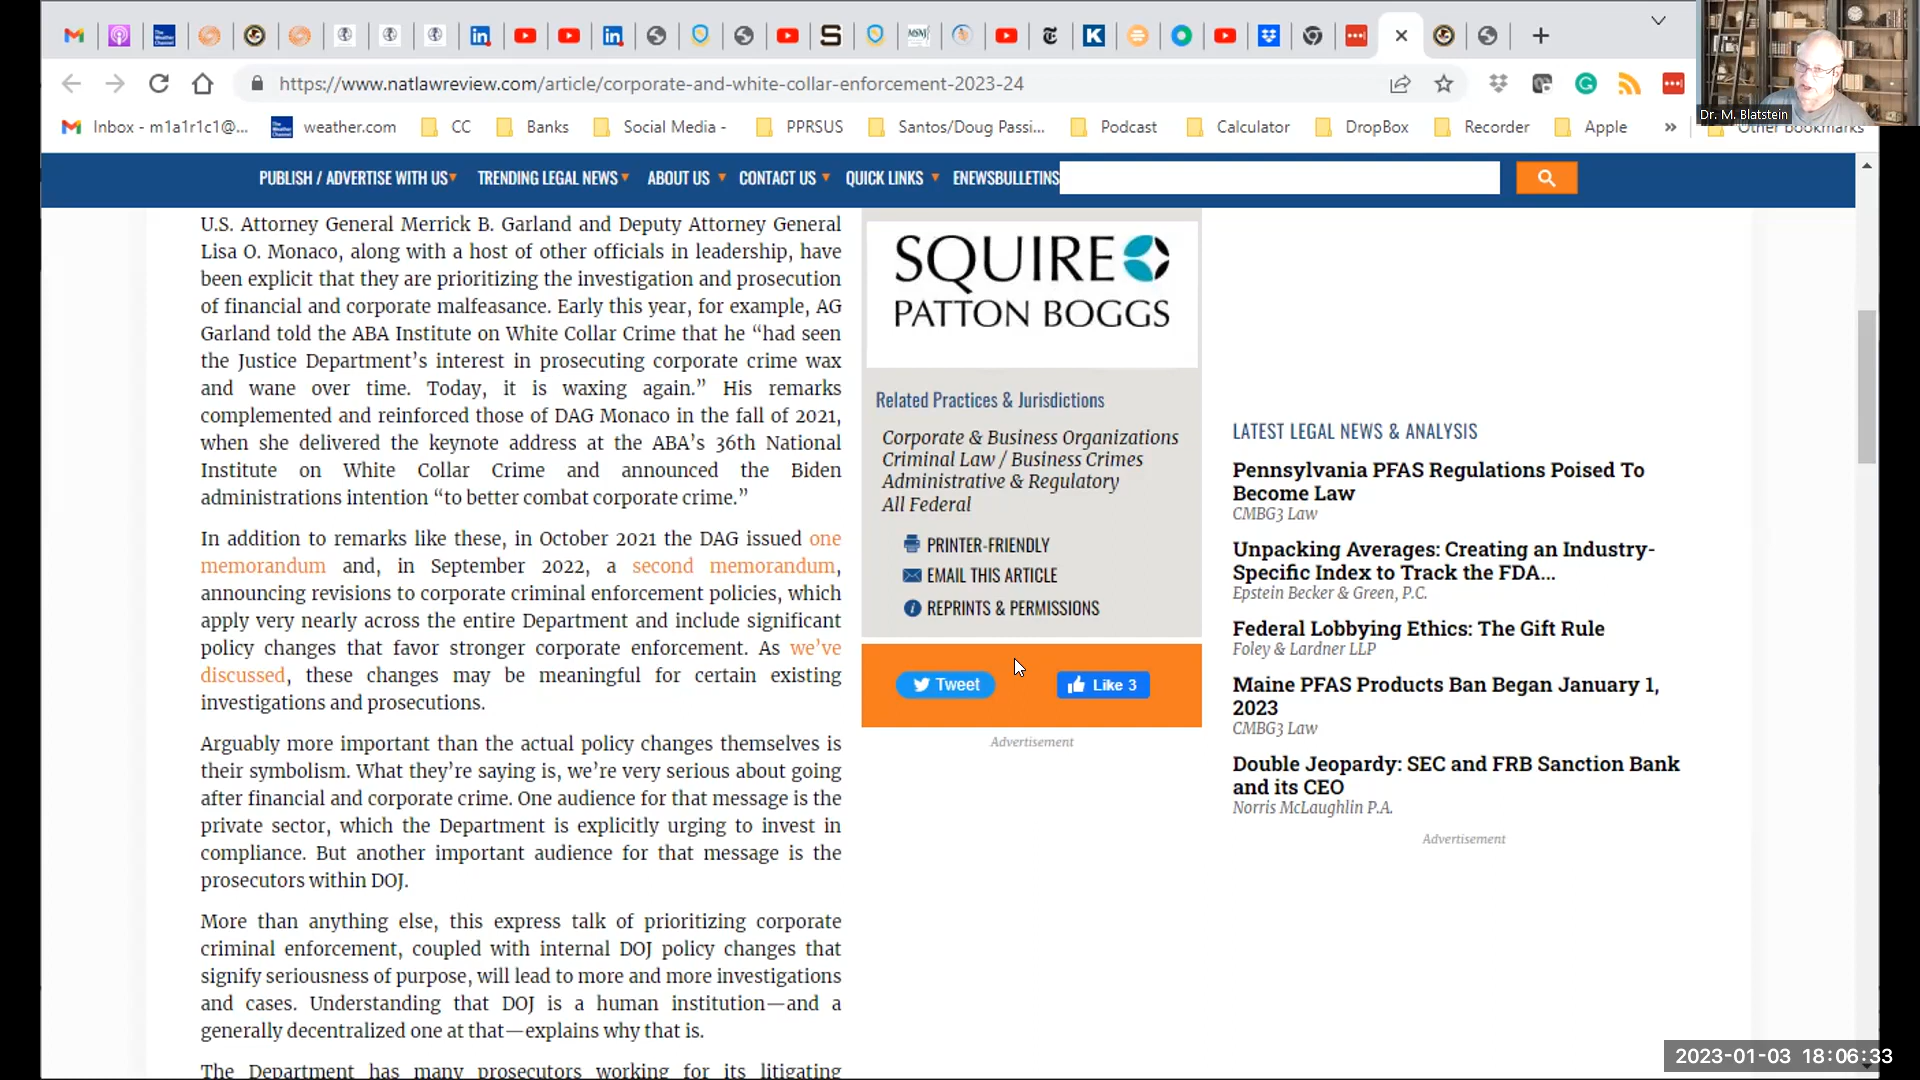 https://www.natlawreview.com/article/corporate-and-white-collar-enforcement-2023-24
Dr. M. Blatstein
Inbox - m1a1r1c1@...
weather.com
CC
Banks
Social Media -
PPRSUS
Santos/Doug Passi...
Podcast
Calculator
DropBox
Recorder
Apple
»
Other bookmarks
PUBLISH / ADVERTISE WITH US
TRENDING LEGAL NEWS
ABOUT US
CONTACT US
QUICK LINKS
ENEWSBULLETINS
U.S. Attorney General Merrick B. Garland and Deputy Attorney General
Lisa O. Monaco, along with a host of other officials in leadership, have
been explicit that they are prioritizing the investigation and prosecution
of financial and corporate malfeasance. Early this year, for example, AG
Garland told the ABA Institute on White Collar Crime that he “had seen
the Justice Department’s interest in prosecuting corporate crime wax
and wane over time. Today, it is waxing again.” His remarks
complemented and reinforced those of DAG Monaco in the fall of 2021,
when she delivered the keynote address at the ABA’s 36th National
Institute on White Collar Crime and announced the Biden
administrations intention “to better combat corporate crime.”
In addition to remarks like these, in October 2021 the DAG issued one
memorandum and, in September 2022, a second memorandum,
announcing revisions to corporate criminal enforcement policies, which
apply very nearly across the entire Department and include significant
policy changes that favor stronger corporate enforcement. As we’ve
discussed, these changes may be meaningful for certain existing
investigations and prosecutions.
Arguably more important than the actual policy changes themselves is
their symbolism. What they’re saying is, we’re very serious about going
after financial and corporate crime. One audience for that message is the
private sector, which the Department is explicitly urging to invest in
compliance. But another important audience for that message is the
prosecutors within DOJ.
More than anything else, this express talk of prioritizing corporate
criminal enforcement, coupled with internal DOJ policy changes that
signify seriousness of purpose, will lead to more and more investigations
and cases. Understanding that DOJ is a human institution—and a
generally decentralized one at that—explains why that is.
The Department has many prosecutors working for its litigating
SQUIRE
PATTON BOGGS
Related Practices & Jurisdictions
Corporate & Business Organizations
Criminal Law / Business Crimes
Administrative & Regulatory
All Federal
PRINTER-FRIENDLY
EMAIL THIS ARTICLE
REPRINTS & PERMISSIONS
Tweet
Like 3
Advertisement
LATEST LEGAL NEWS & ANALYSIS
Pennsylvania PFAS Regulations Poised To
Become Law
CMBG3 Law
Unpacking Averages: Creating an Industry-
Specific Index to Track the FDA...
Epstein Becker & Green, P.C.
Federal Lobbying Ethics: The Gift Rule
Foley & Lardner LLP
Maine PFAS Products Ban Began January 1,
2023
CMBG3 Law
Double Jeopardy: SEC and FRB Sanction Bank
and its CEO
Norris McLaughlin P.A.
Advertisement
2023-01-03 18:06:33